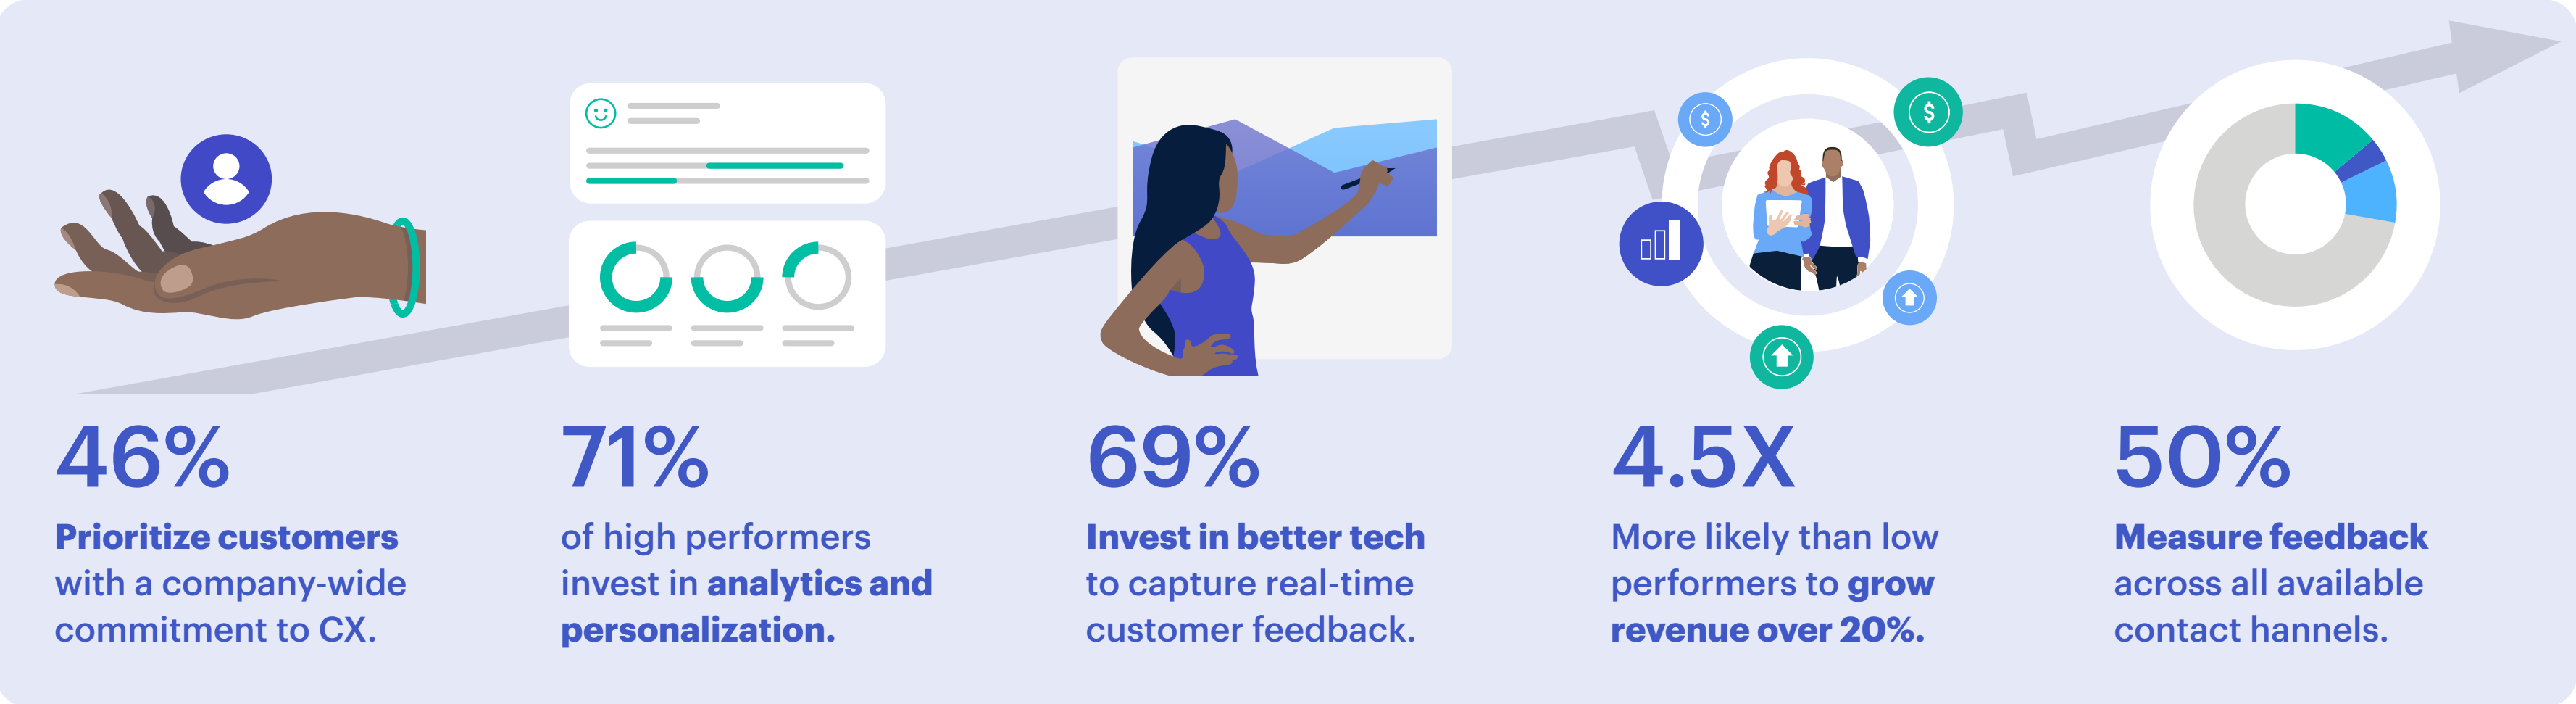 46%
Prioritize customers
with a company-wide
commitment to CX.
71%
of high performers
invest in analytics and
personalization.
69%
Invest in better tech
to capture real-time
customer feedback.
4.5X
More likely than low
performers to grow
revenue over 20%.
50%
Measure feedback
across all available
contact hannels.
$
$